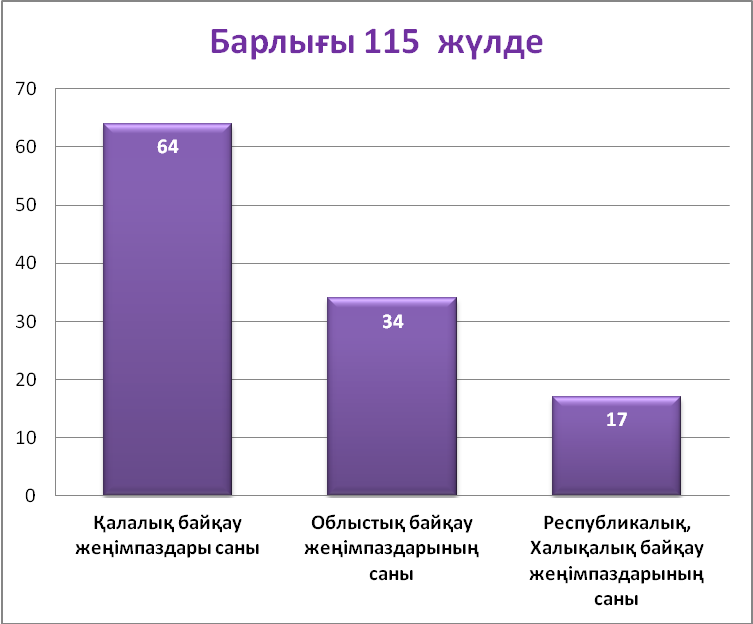 Барлығы 115 жүлде
70
60
50
40
30
20
10
0
64
34
17
Қалалық байқау
жеңімпаздары саны
Облыстық байқау
жеңімпаздарының
саны
Республикалық,
Халықалық байқау
жеңімпаздарының
саны